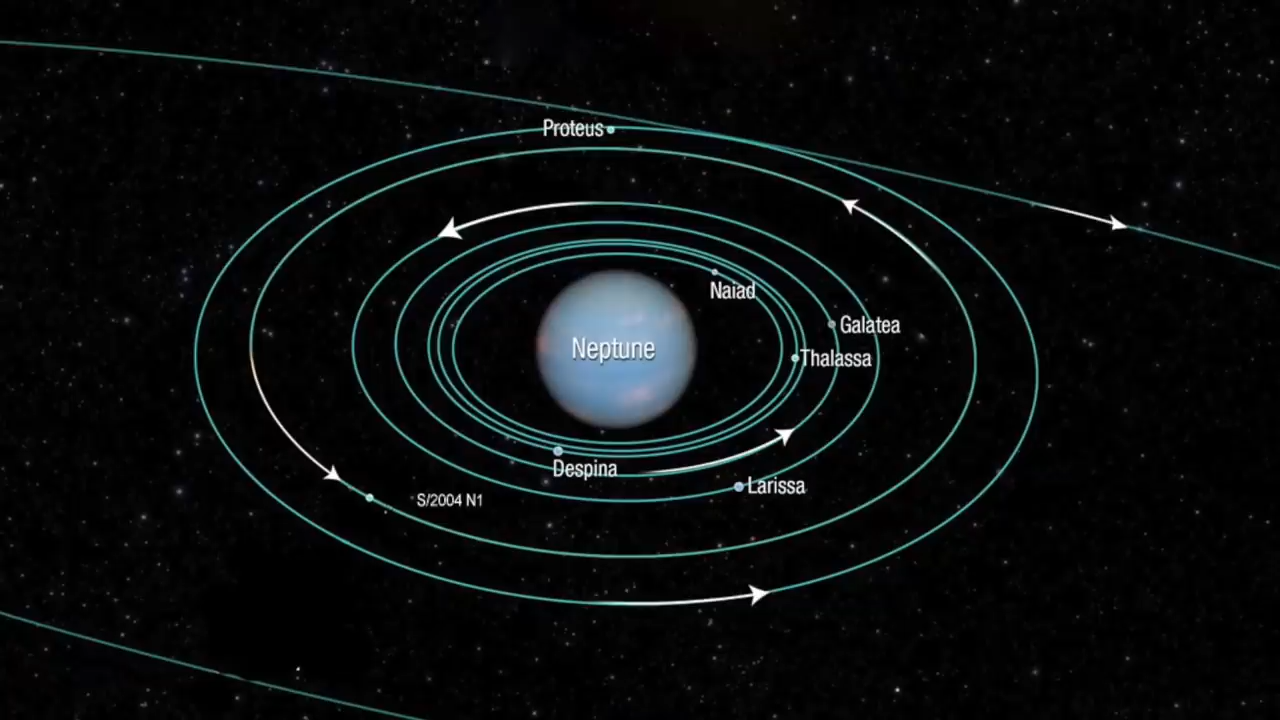 Proteus
Naiad
Galatea
Neptune
Thalassa
Despina
Larissa
S/2004 N1